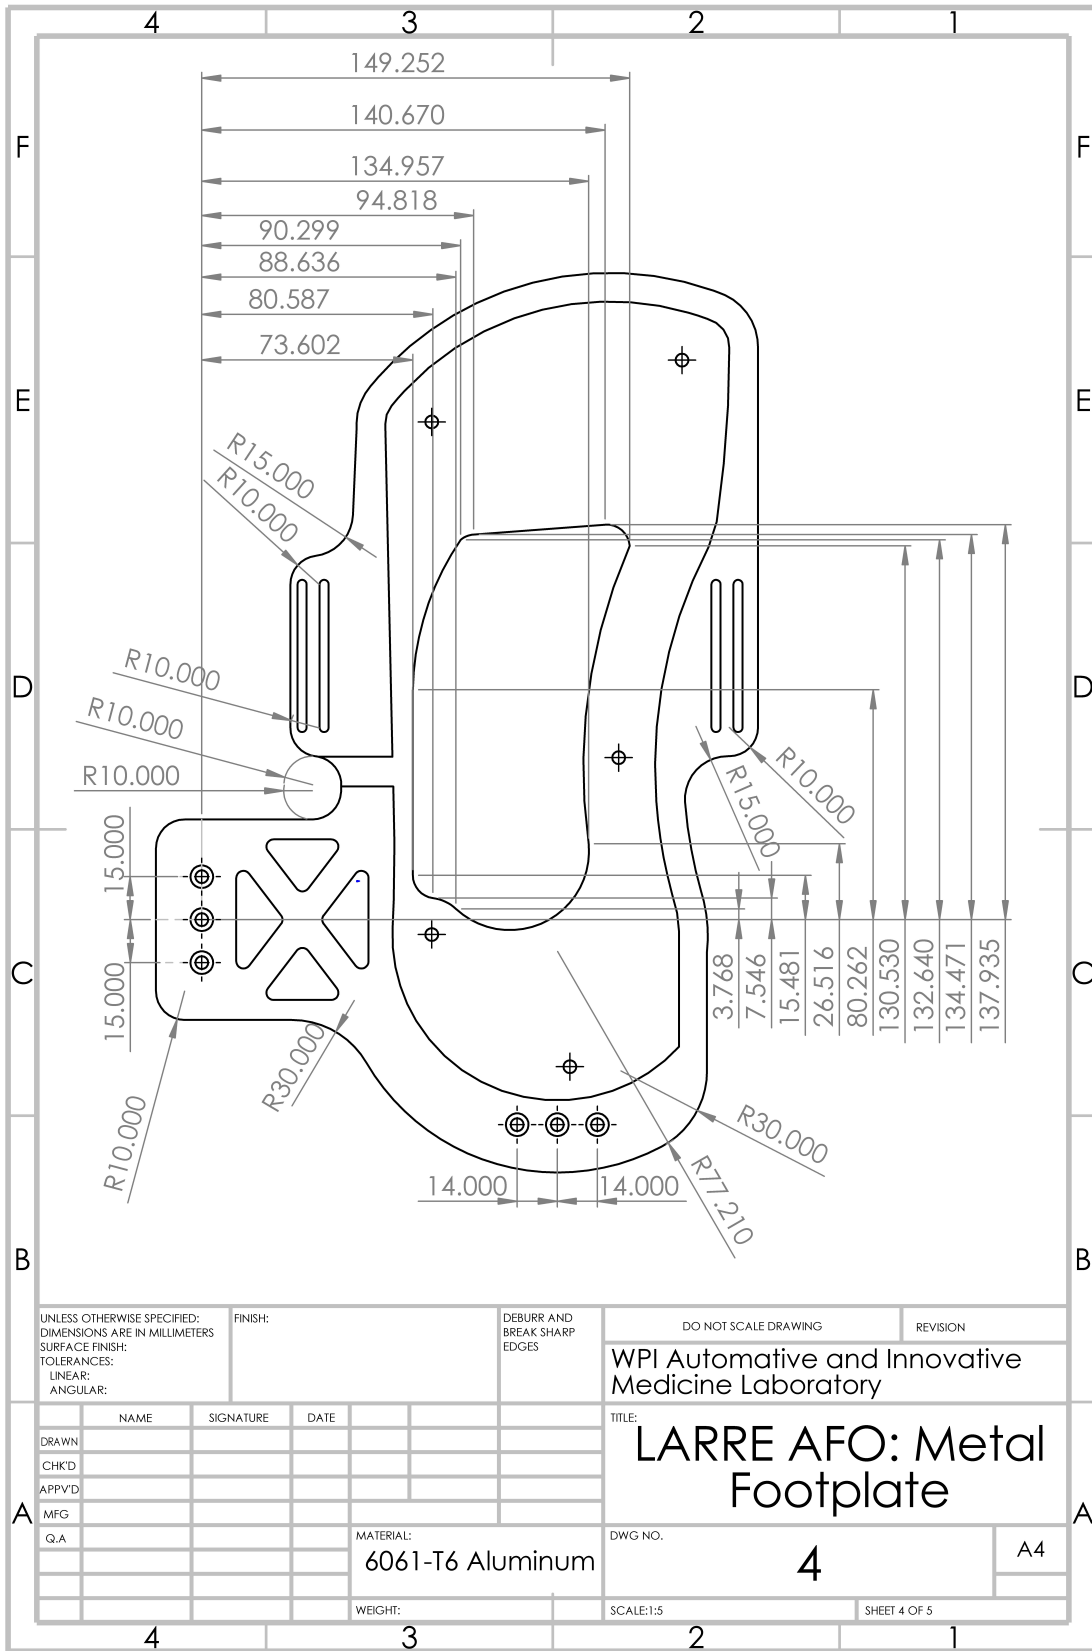 4 3 2 1
149.252
140.670
F F
134.957
94.818
90.299
88.636
80.587
73.602
E E
R15.000
R10.000
R10.000
D D
R10.000
R10.000
R10.000
R15.000
15.000
15.000
C C
3.768
7.546
15.481
26.516
80.262
130.530
132.640
134.471
137.935
R30.000
R10.000
R30.000
14.000 14.000
R77.210
B B
UNLESS OTHERWISE SPECIFIED:
DIMENSIONS ARE IN MILLIMETERS
SURFACE FINISH:
TOLERANCES:
LINEAR:
ANGULAR:
FINISH:
DEBURR AND
BREAK SHARP
EDGES
DO NOT SCALE DRAWING
REVISION
WPI Automative and Innovative
Medicine Laboratory
NAME SIGNATURE DATE
DRAWN
CHK'D
APPV'D
MFG
Q.A
TITLE:
LARRE AFO: Metal
Footplate
A A
MATERIAL:
6061-T6 Aluminum
DWG NO.
4
A4
WEIGHT:
SCALE:1:5
SHEET 4 OF 5
4 3 2 1